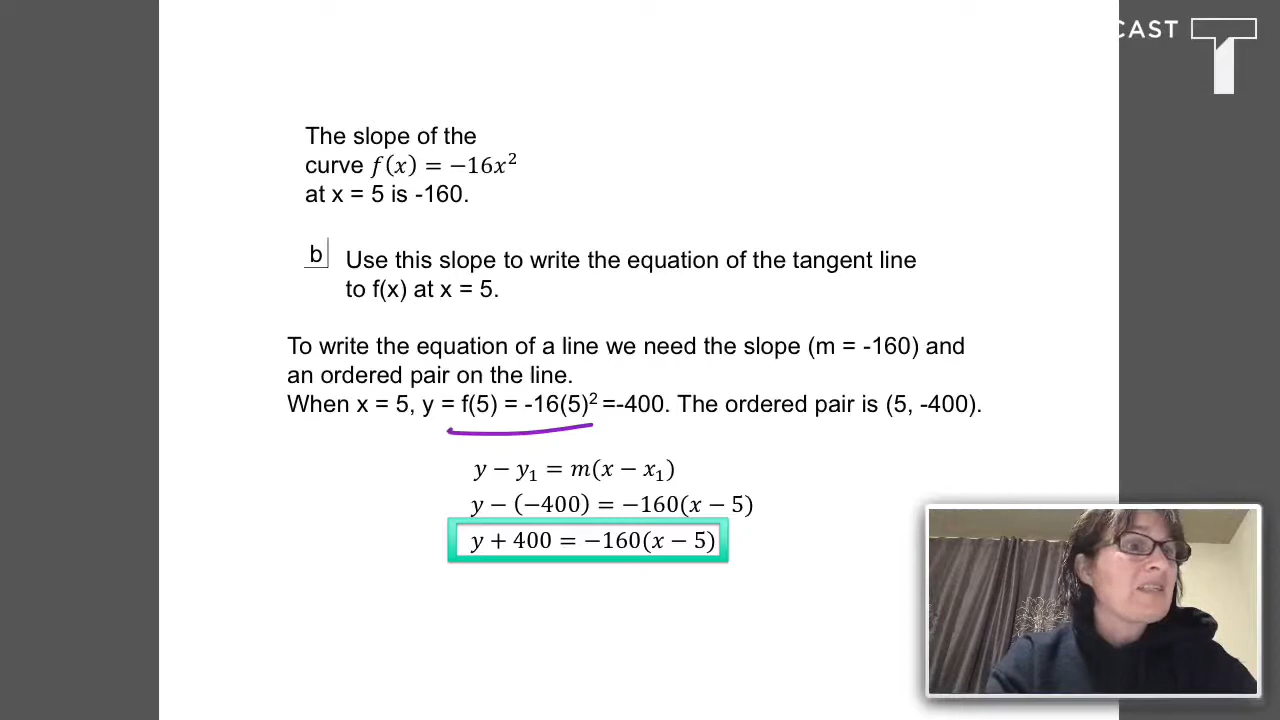 CAST
The slope of the
curve f(x) = −16x²
at x = 5 is -160.
b
Use this slope to write the equation of the tangent line
to f(x) at x = 5.
To write the equation of a line we need the slope (m = -160) and
an ordered pair on the line.
When x = 5, y = f(5) = -16(5)² =-400. The ordered pair is (5, -400).
y − y₁ = m(x − x₁)
y − (−400) = −160(x − 5)
y + 400 = −160(x − 5)